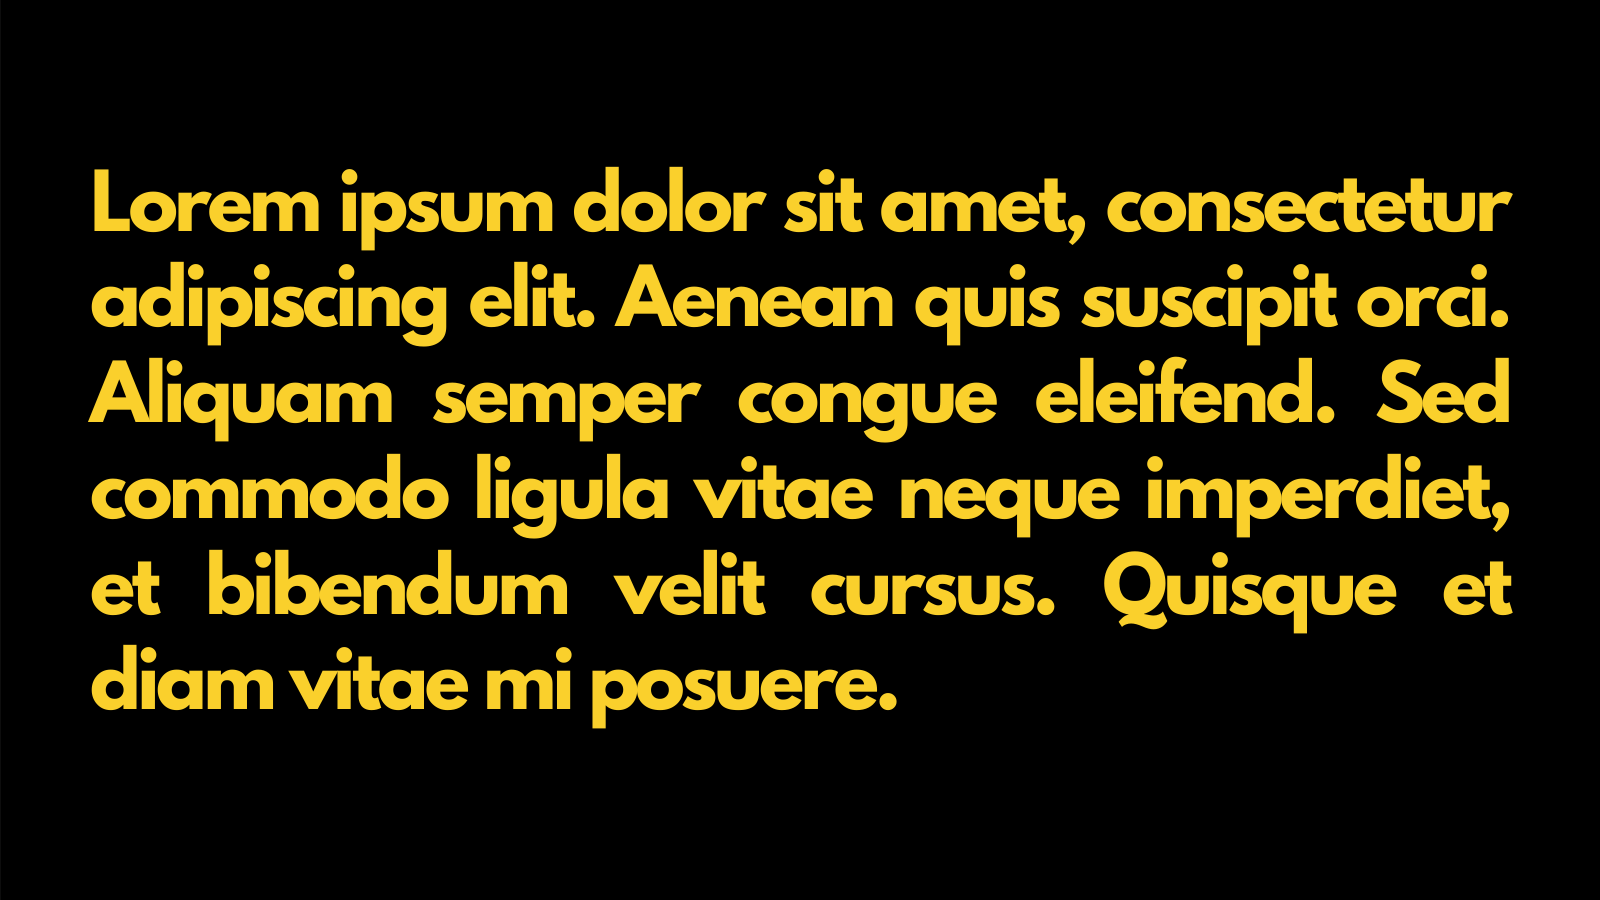 Lorem ipsum dolor sit amet, consectetur
adipiscing elit. Aenean quis suscipit orci.
Aliquam semper congue eleifend. Sed
commodo ligula vitae neque imperdiet,
et bibendum velit cursus. Quisque et
diam vitae mi posuere.